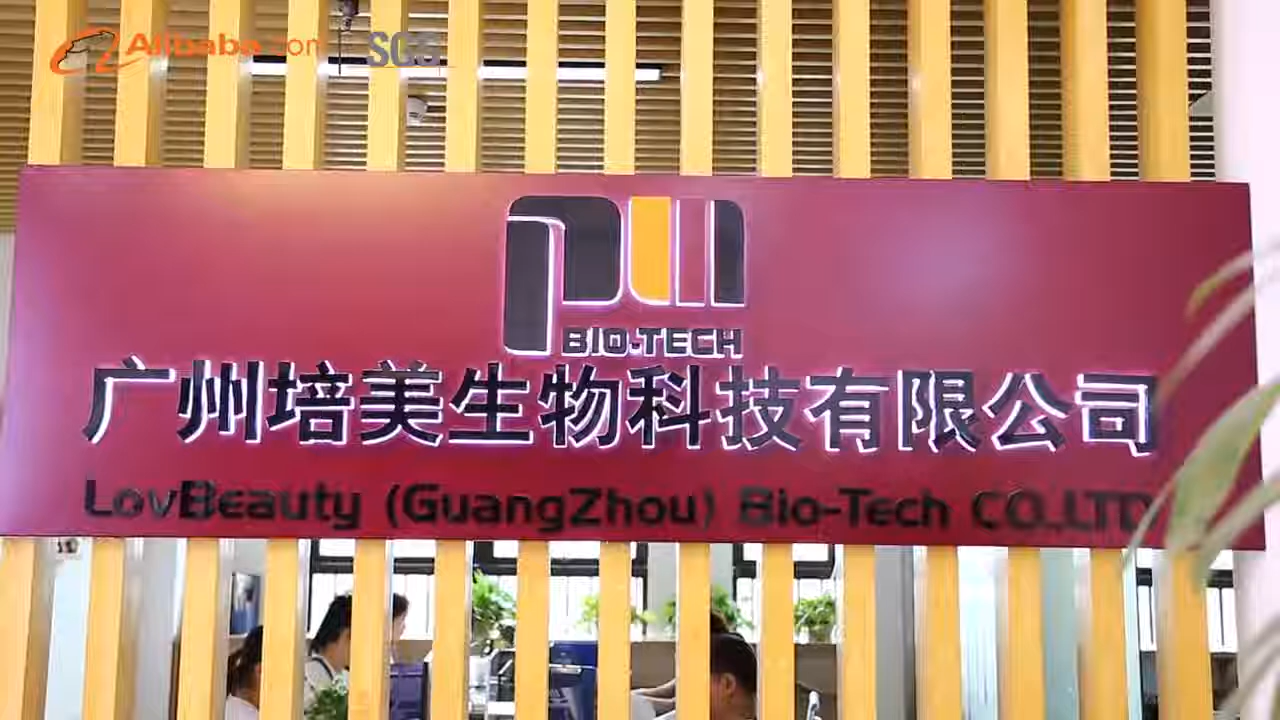 Alibaba.com | SGS
BIO-TECH
广州培美生物科技有限公司
LovBeauty (GuangZhou) Bio-Tech CO.,LTD